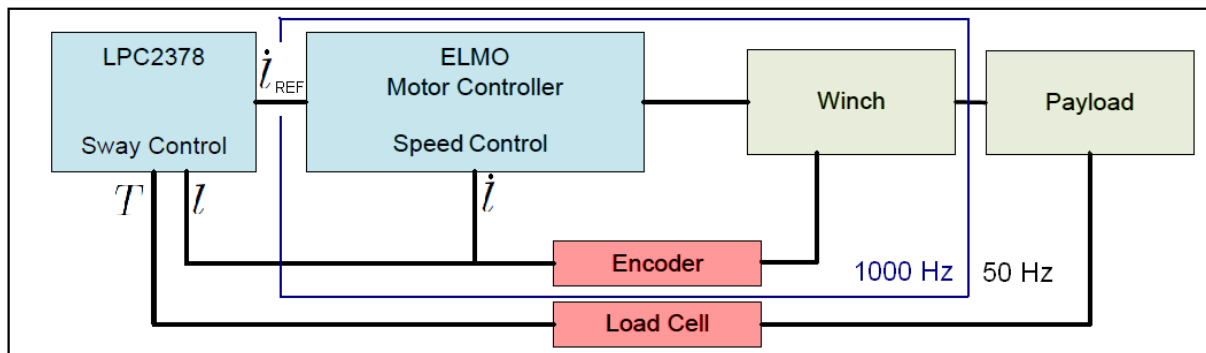 LPC2378
Sway Control
i REF
ELMO
Motor Controller
Speed Control
Winch
Payload
T
l
i
Encoder
1000 Hz
50 Hz
Load Cell